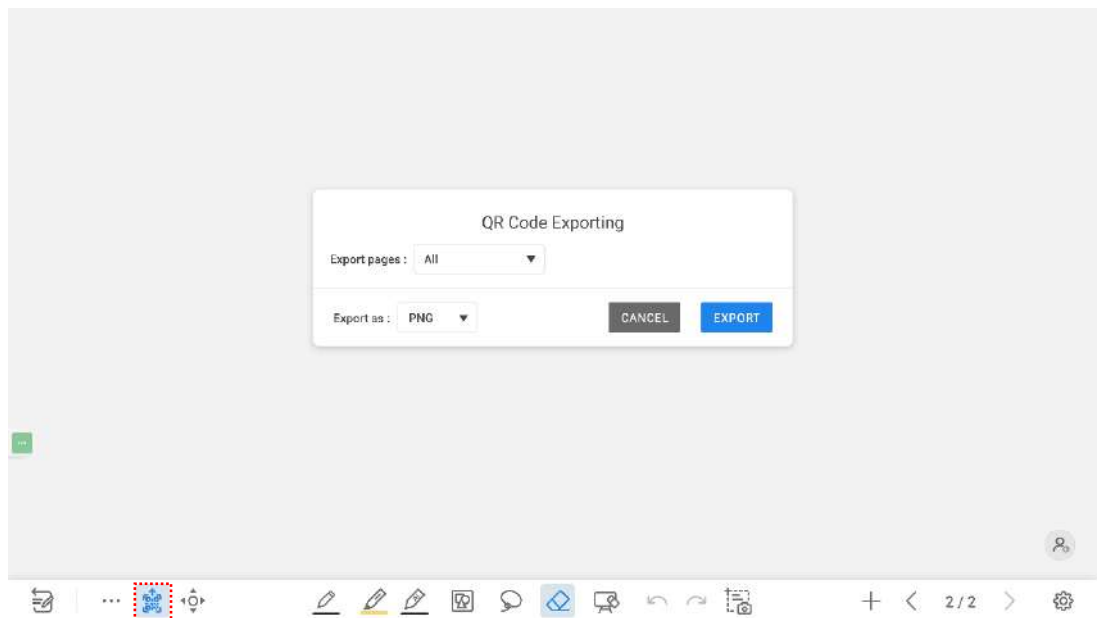 QR Code Exporting
Export pages : All
Export as : PNG CANCEL EXPORT
2/2